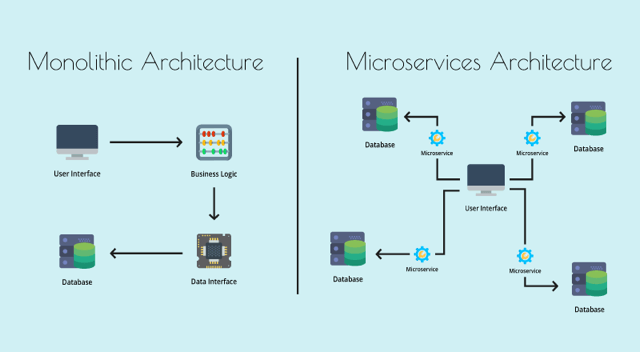 Monolithic Architecture
User Interface
Business Logic
Database
Data Interface
Microservices Architecture
Database
Microservice
Microservice
Database
User Interface
Database
Microservice
Microservice
Database